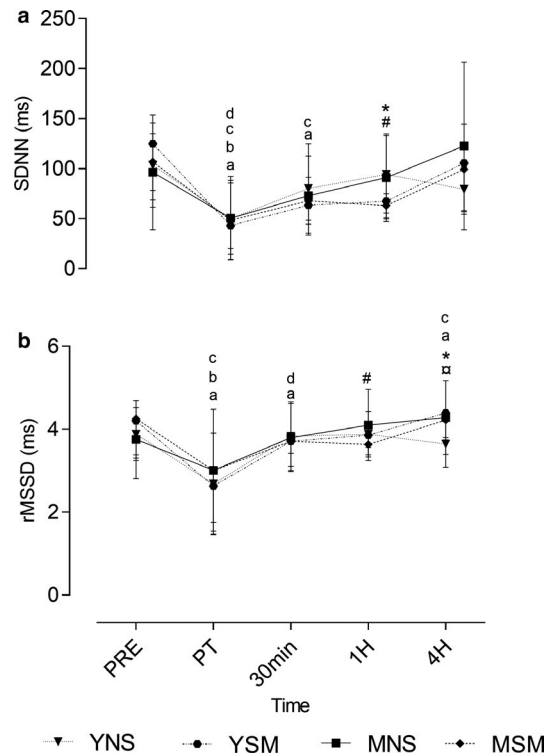 a
250
200
150
100
50
0
SDNN (ms)
d
c
b
a
c
a
*
#
b
6
4
2
0
rMSSD (ms)
c
b
a
d
a
#
c
a
*
¤
PRE PT 30min 1H 4H
Time
YNS YSM MNS MSM